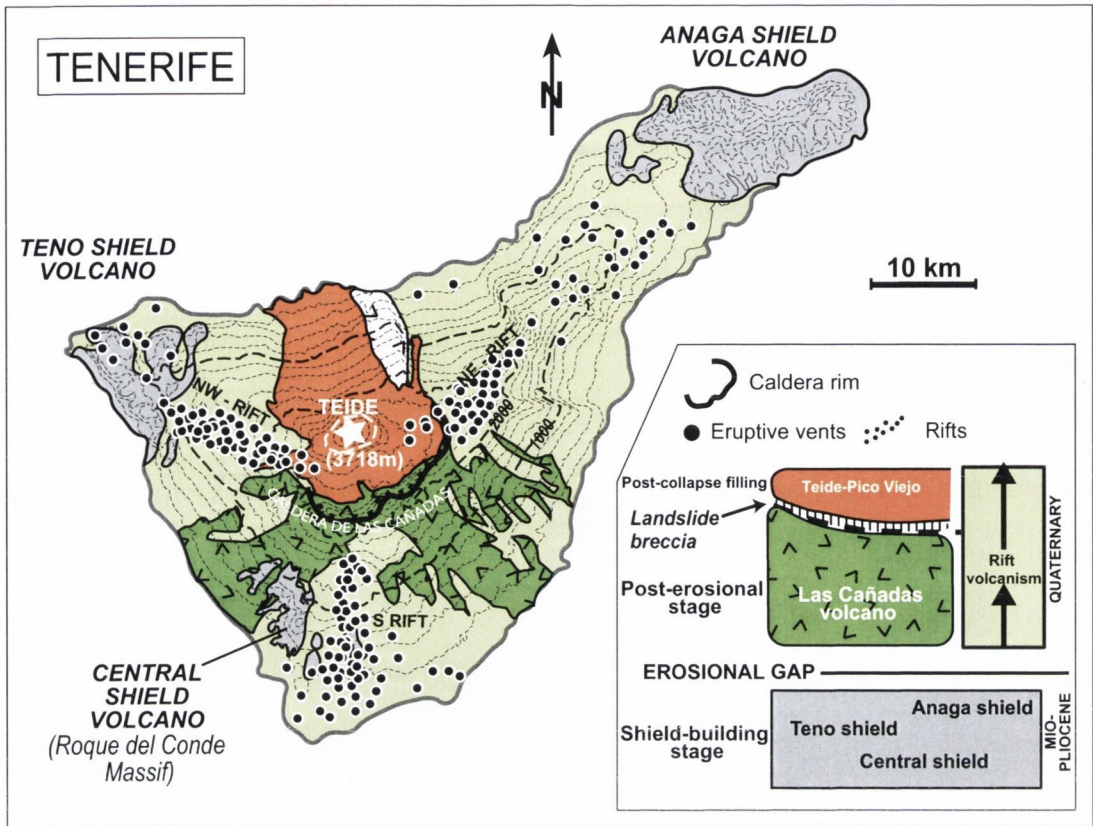 TENERIFE
ANAGA SHIELD
VOLCANO
N
TENO SHIELD
VOLCANO
10 km
NW - RIFT
NE - RIFT
TEIDE
(3718m)
2000
1000
CALDERA DE LAS CAÑADAS
S RIFT
CENTRAL
SHIELD
VOLCANO
(Roque del Conde
Massif)
Caldera rim
Eruptive vents
Rifts
Post-collapse filling
Teide-Pico Viejo
Landslide
breccia
Post-erosional
stage
Las Cañadas
volcano
Rift
volcanism
QUATERNARY
EROSIONAL GAP
Shield-building
stage
Anaga shield
Teno shield
Central shield
MIO-
PLIOCENE